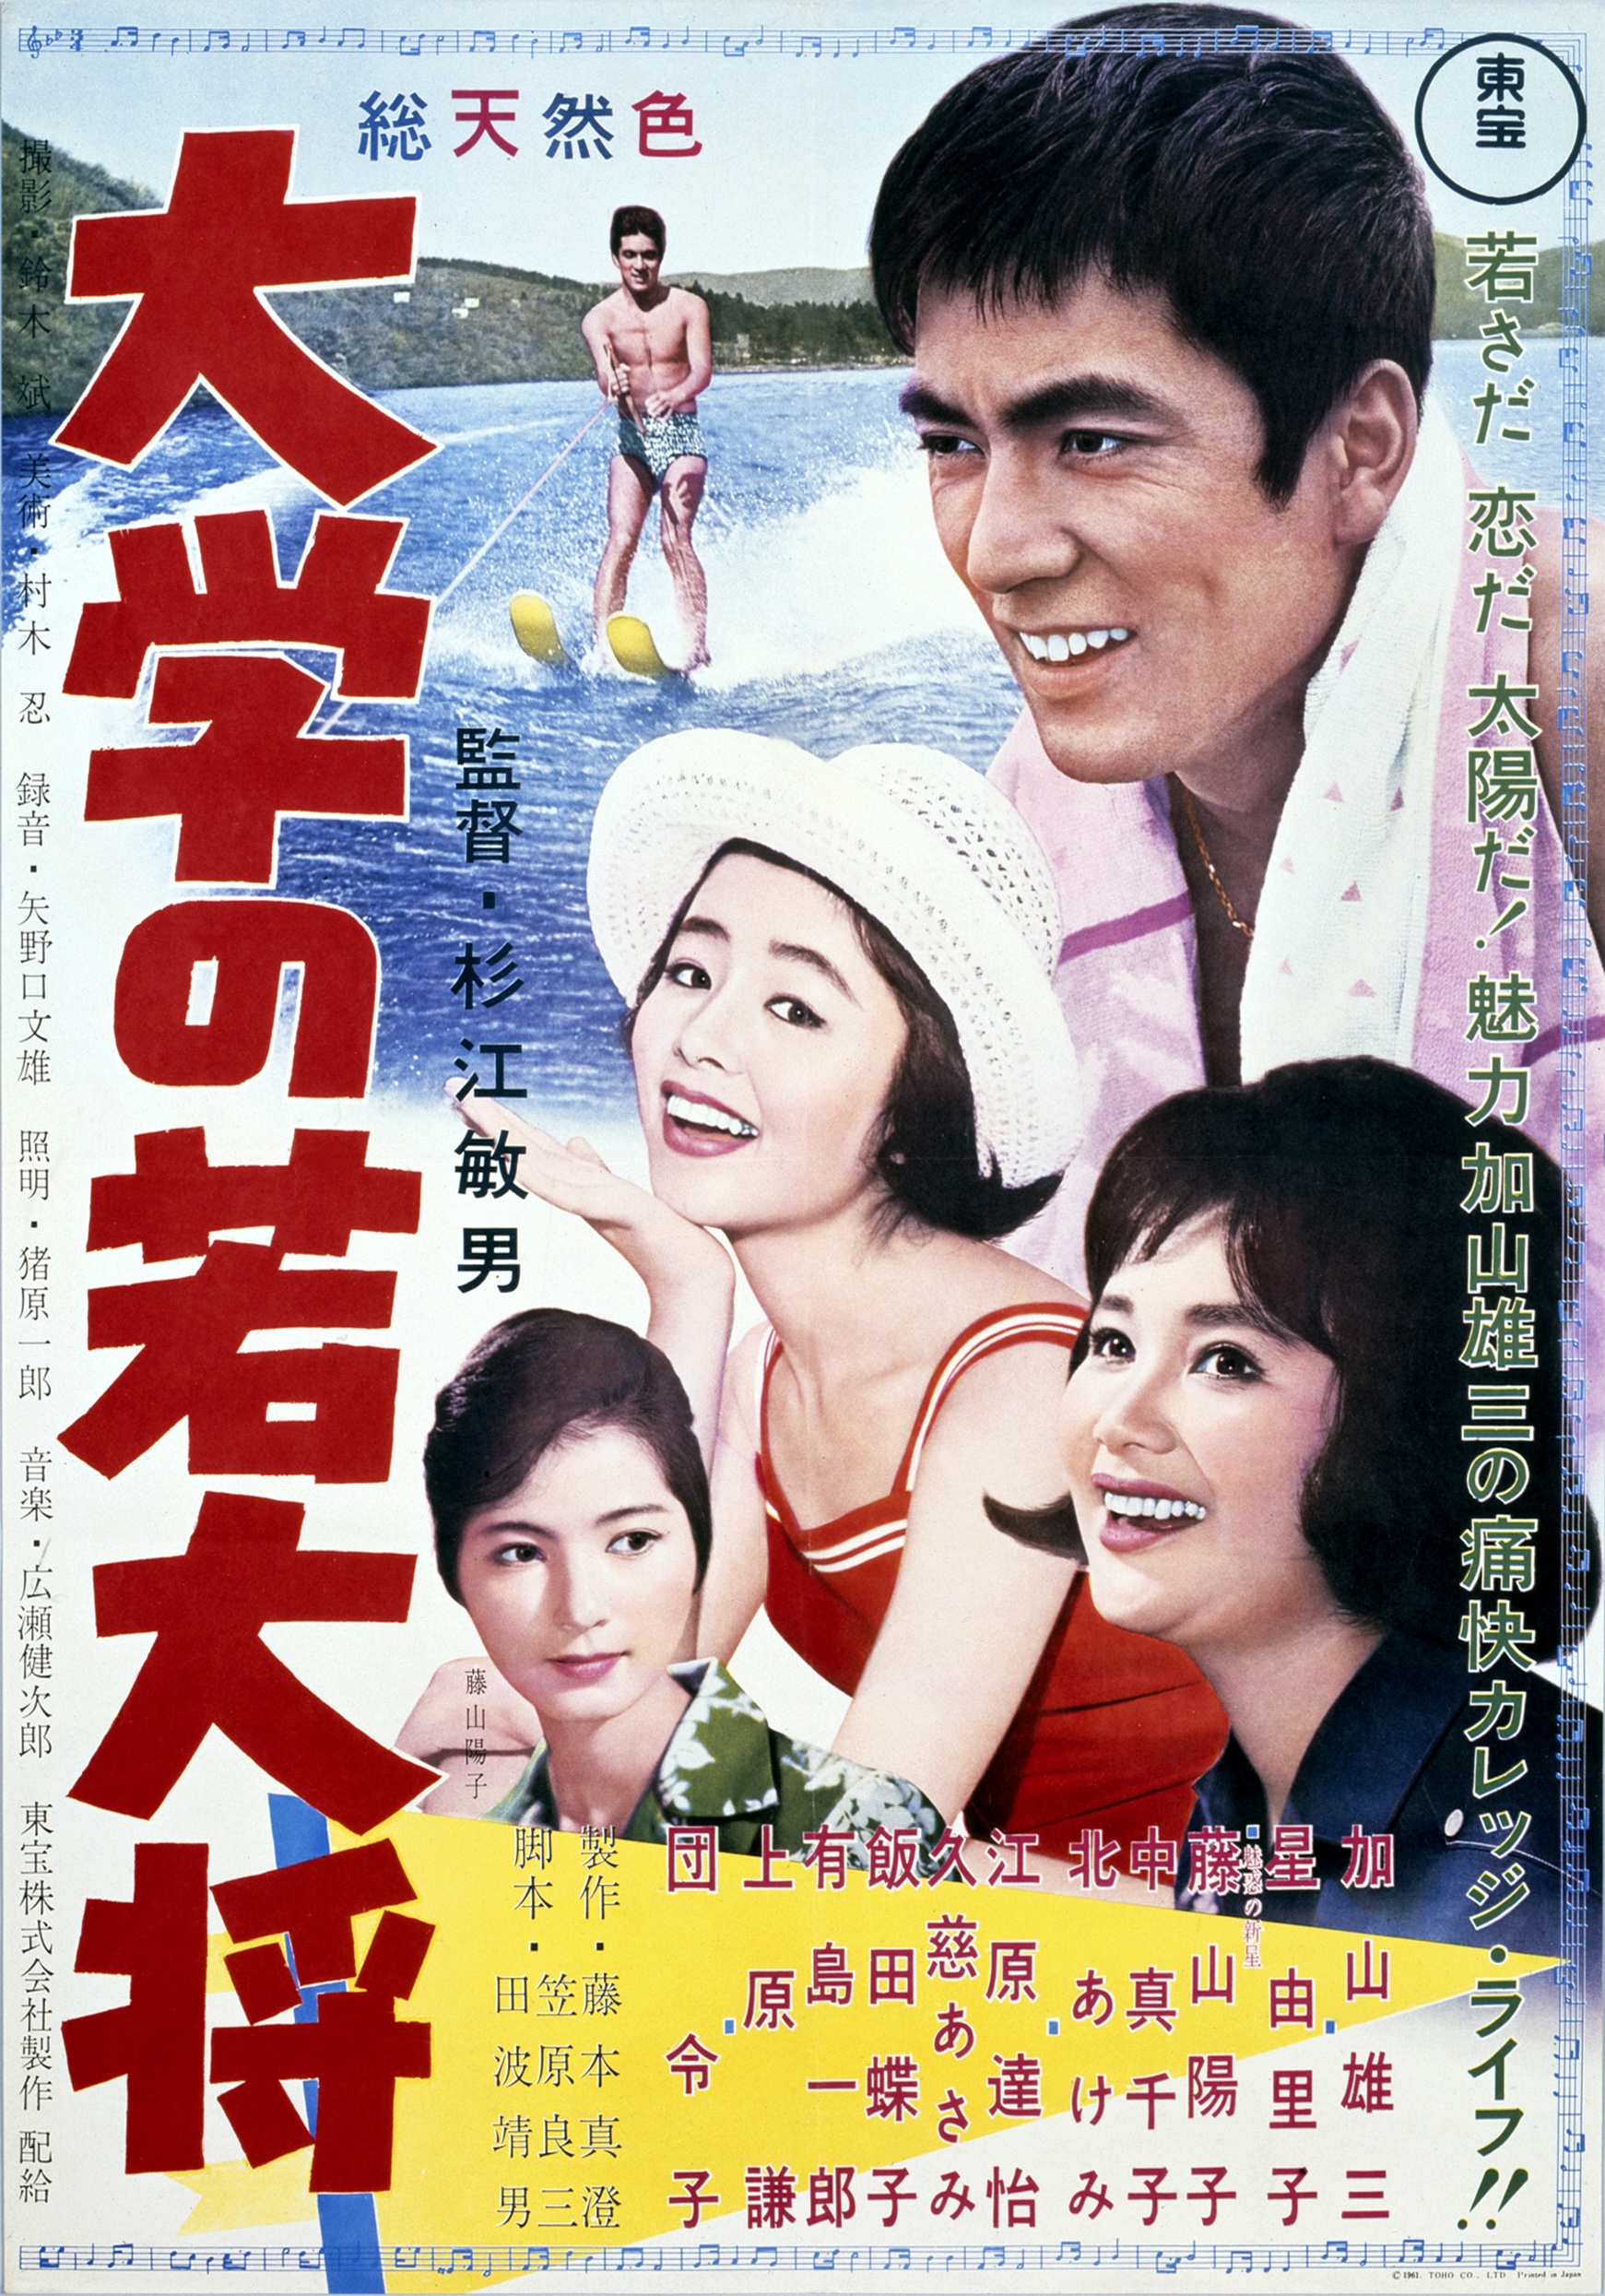 東宝
総天然色
若さだ 恋だ 太陽だ！魅力加山雄三の痛快カレッジ・ライフ!!
大学の若大将
監督・杉江敏男
撮影・鈴木 斌 美術・村木 忍 録音・矢野口文雄 照明・猪原一郎 音楽・広瀬健次郎 東宝株式会社製作 配給
藤山陽子
加山雄三
星由里子
魅惑の新星
藤山陽子
中真千子
北あけみ
江原達怡
久慈あさみ
飯田蝶子
有島一郎
上原謙
団令子
製作・藤本真澄
脚本・笠原良三
田波靖男
©1961. TOHO CO., LTD Printed in Japan